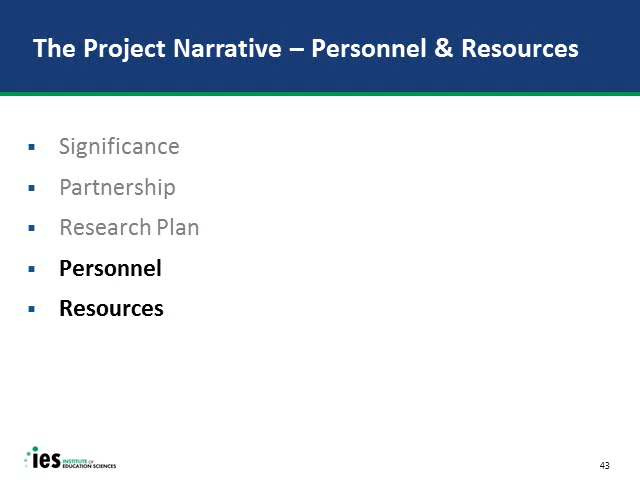 The Project Narrative – Personnel & Resources
▪ Significance
▪ Partnership
▪ Research Plan
▪ Personnel
▪ Resources
ies INSTITUTE OF
EDUCATION SCIENCES
43